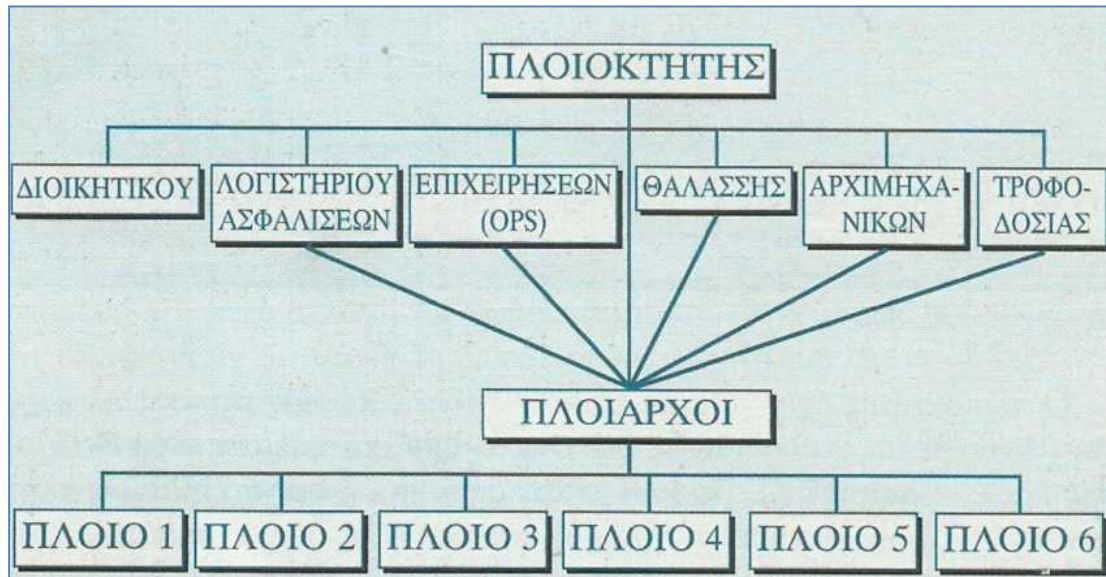 ΠΛΟΙΟΚΤΗΤΗΣ
ΔΙΟΙΚΗΤΙΚΟΥ
ΛΟΓΙΣΤΗΡΙΟΥ
ΑΣΦΑΛΙΣΕΩΝ
ΕΠΙΧΕΙΡΗΣΕΩΝ
(OPS)
ΘΑΛΑΣΣΗΣ
ΑΡΧΙΜΗΧΑ-
ΝΙΚΩΝ
ΤΡΟΦΟ-
ΔΟΣΙΑΣ
ΠΛΟΙΑΡΧΟΙ
ΠΛΟΙΟ 1
ΠΛΟΙΟ 2
ΠΛΟΙΟ 3
ΠΛΟΙΟ 4
ΠΛΟΙΟ 5
ΠΛΟΙΟ 6